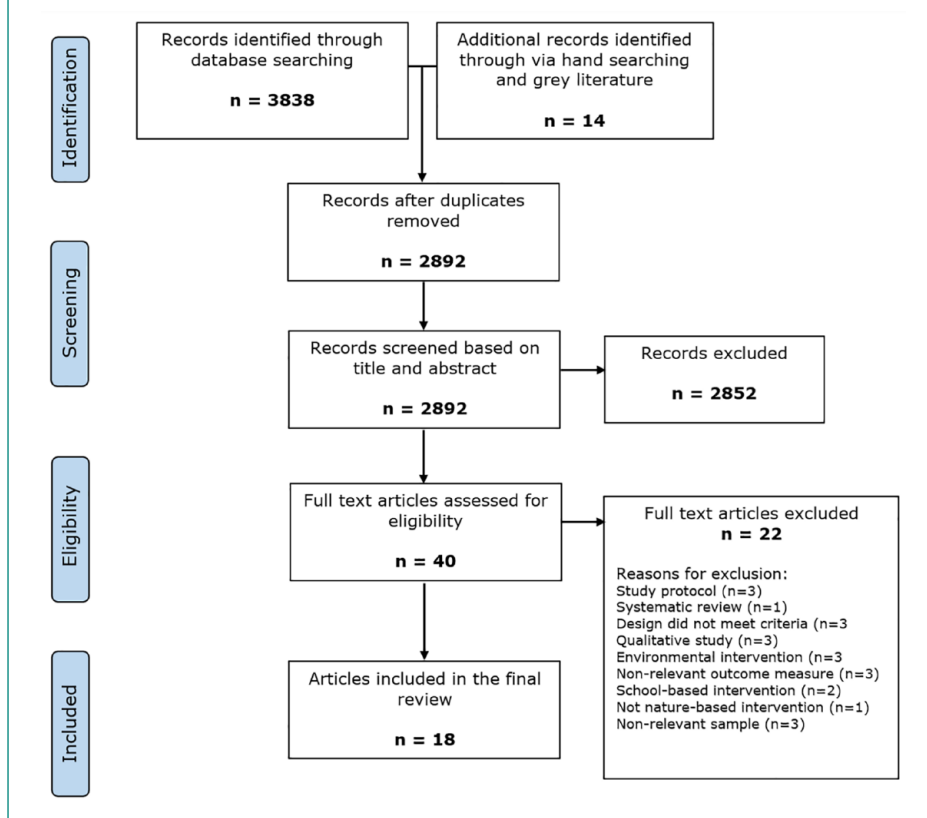 Identification
Records identified through
database searching
n = 3838
Additional records identified
through via hand searching
and grey literature
n = 14
Records after duplicates
removed
n = 2892
Screening
Records screened based on
title and abstract
n = 2892
Records excluded
n = 2852
Eligibility
Full text articles assessed for
eligibility
n = 40
Full text articles excluded
n = 22
Reasons for exclusion:
Study protocol (n=3)
Systematic review (n=1)
Design did not meet criteria (n=3
Qualitative study (n=3)
Environmental intervention (n=3
Non-relevant outcome measure (n=3)
School-based intervention (n=2)
Not nature-based intervention (n=1)
Non-relevant sample (n=3)
Included
Articles included in the final
review
n = 18